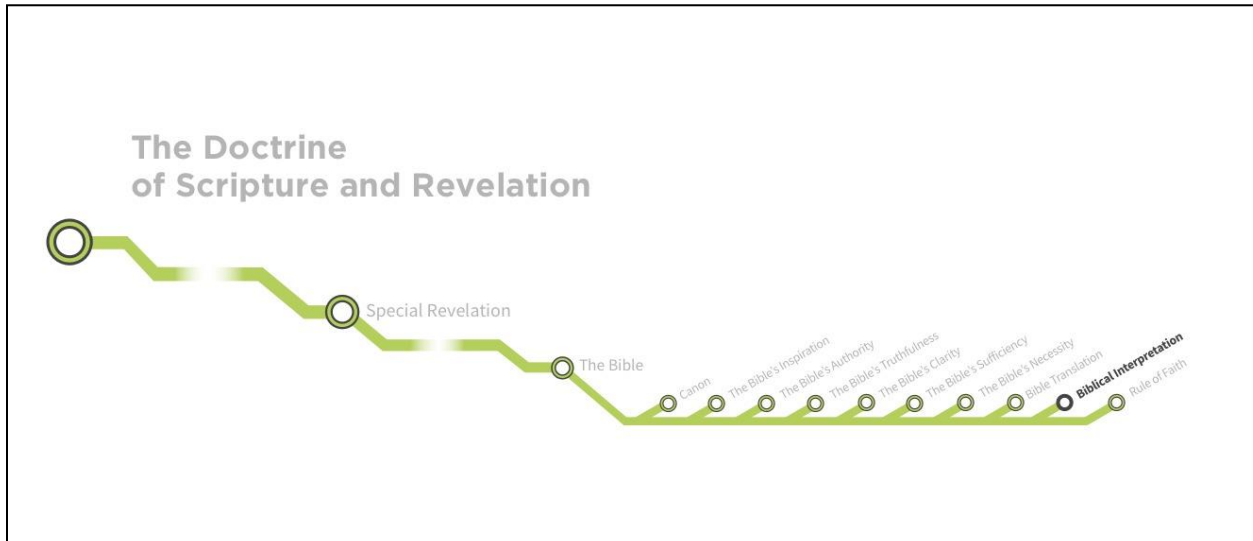 The Doctrine
of Scripture and Revelation
Special Revelation
The Bible
Canon
The Bible's Inspiration
The Bible's Authority
The Bible's Truthfulness
The Bible's Clarity
The Bible's Sufficiency
The Bible's Necessity
Bible Translation
Biblical Interpretation
Rule of Faith